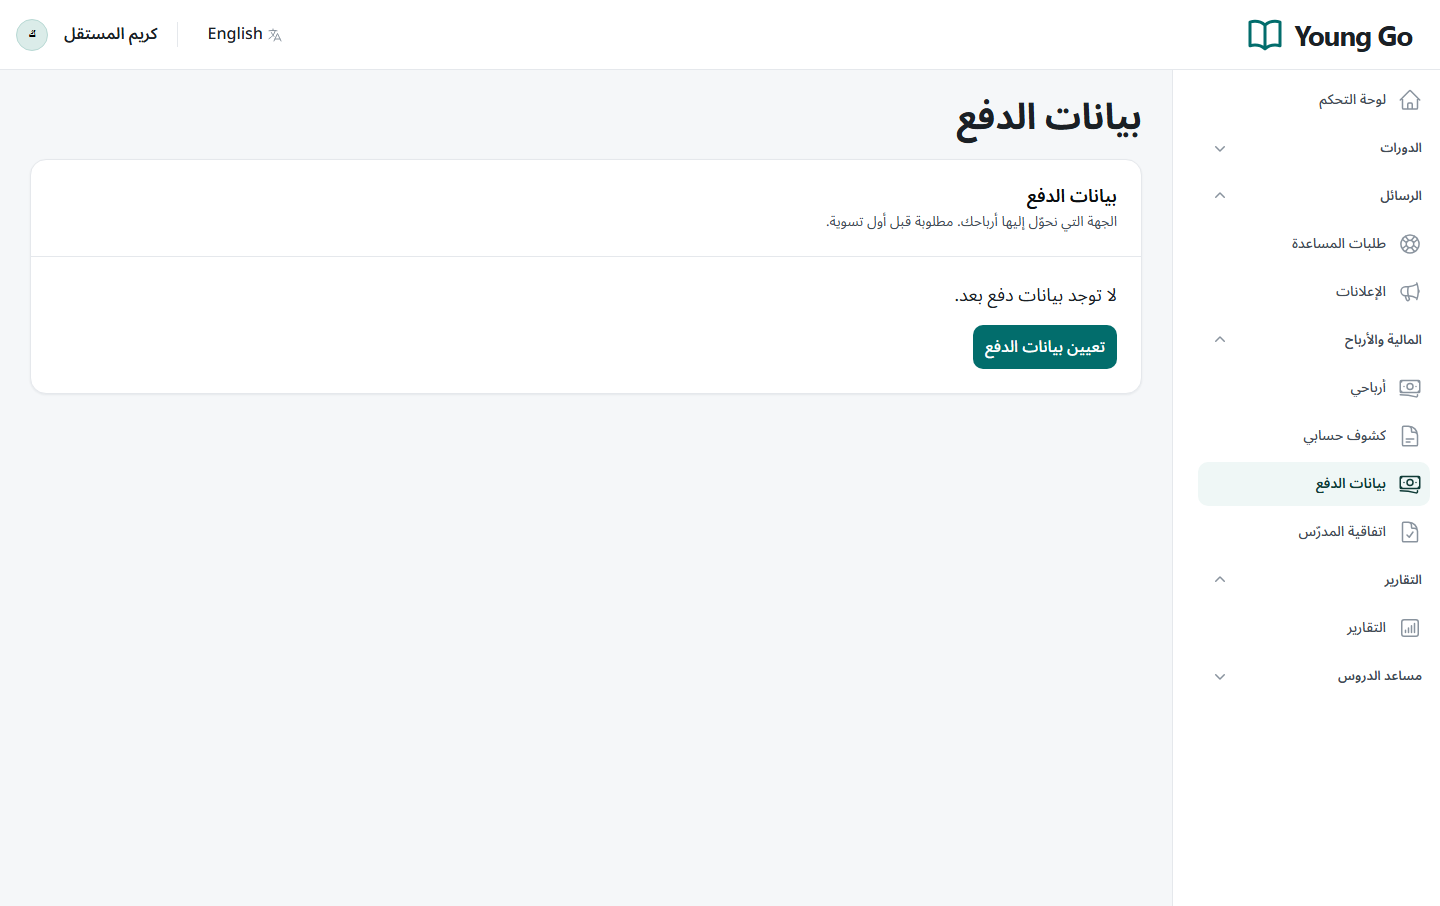 Young Go
English
كريم المستقل
ك
لوحة التحكم
الدورات
الرسائل
طلبات المساعدة
الإعلانات
المالية والأرباح
أرباحي
كشوف حسابي
بيانات الدفع
اتفاقية المدرّس
التقارير
التقارير
مساعد الدروس
بيانات الدفع
بيانات الدفع
الجهة التي نحوّل إليها أرباحك. مطلوبة قبل أول تسوية.
لا توجد بيانات دفع بعد.
تعيين بيانات الدفع